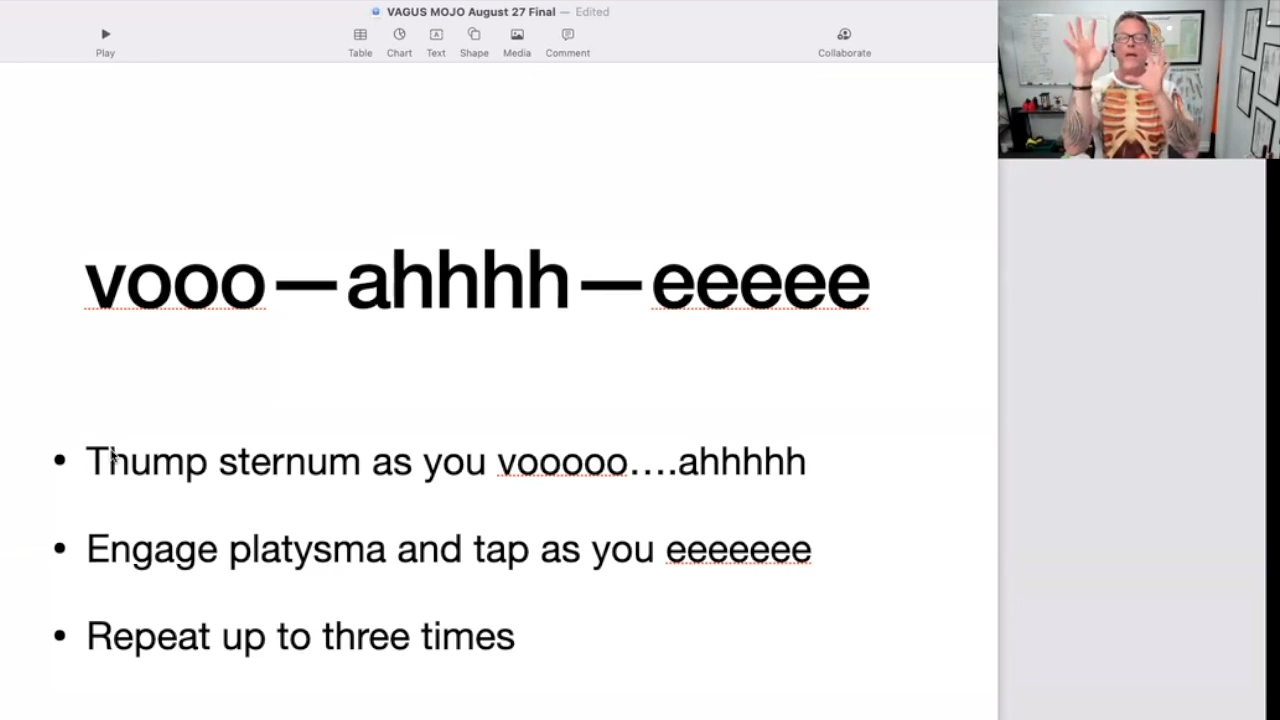 VAGUS MOJO August 27 Final — Edited
Play
Table Chart Text Shape Media Comment
Collaborate
vooo—ahhhh—eeeee
• Thump sternum as you vooooo….ahhhhh
• Engage platysma and tap as you eeeeeee
• Repeat up to three times